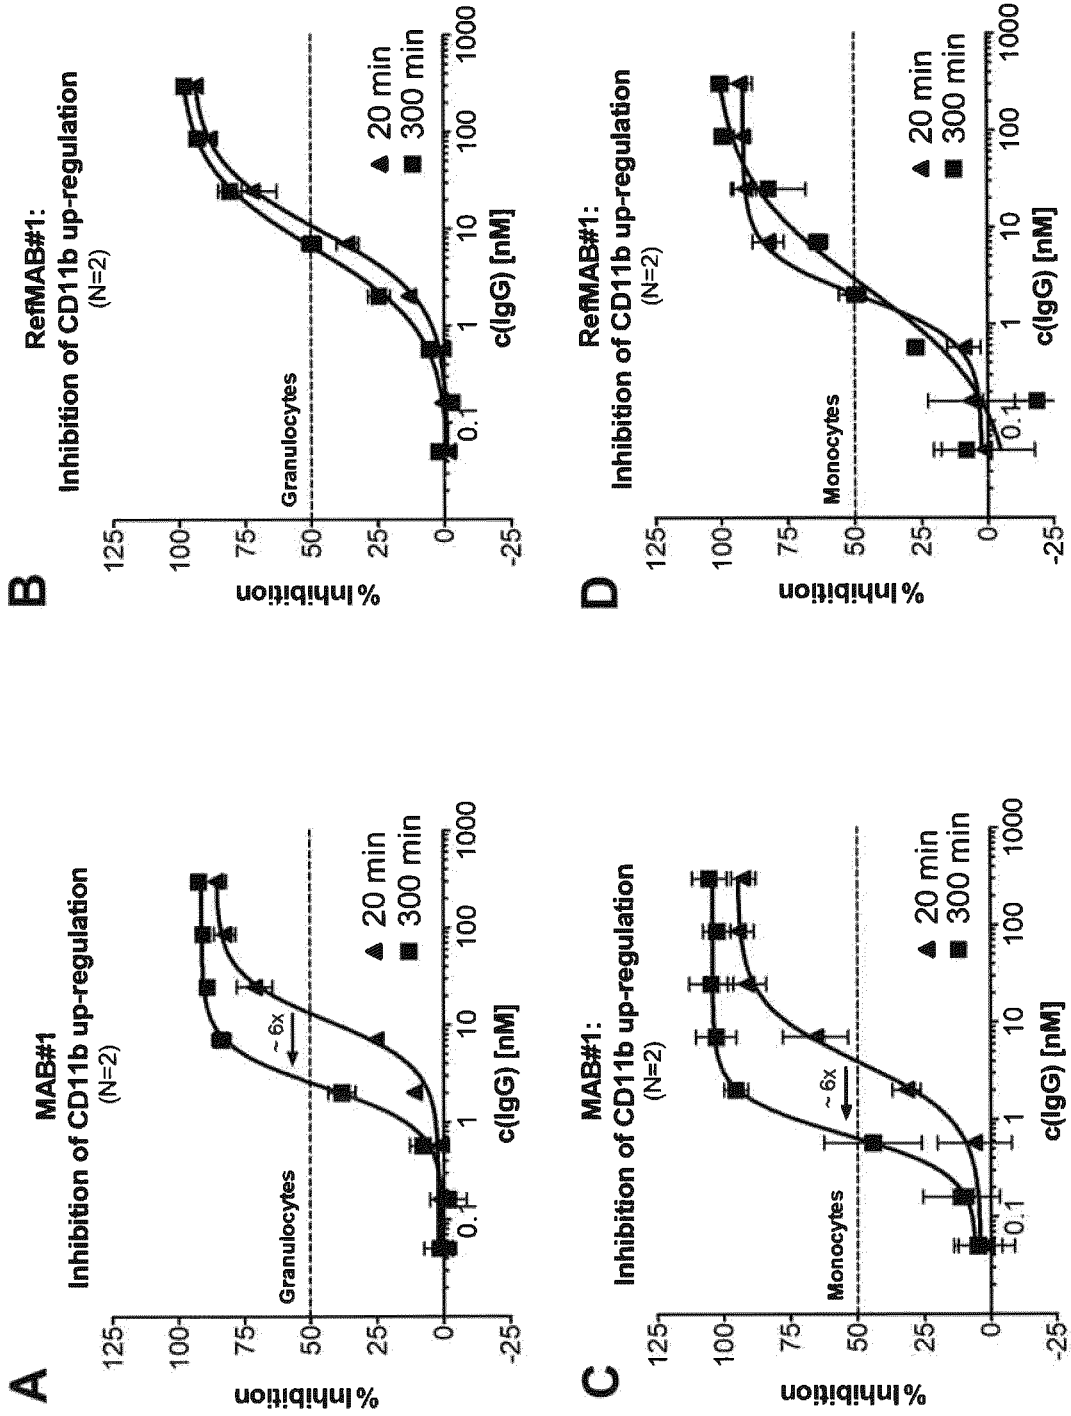 A
MAB#1
Inhibition of CD11b up-regulation
(N=2)
% Inhibition
125
100
75
50
25
0
-25
Granulocytes
~ 6x
20 min
300 min
0.1
1
10
100
1000
c(IgG) [nM]
B
RefMAB#1:
Inhibition of CD11b up-regulation
(N=2)
% Inhibition
125
100
75
50
25
0
-25
Granulocytes
20 min
300 min
0.1
1
10
100
1000
c(IgG) [nM]
C
MAB#1:
Inhibition of CD11b up-regulation
(N=2)
% Inhibition
125
100
75
50
25
0
-25
Monocytes
~ 6x
20 min
300 min
0.1
1
10
100
1000
c(IgG) [nM]
D
RefMAB#1:
Inhibition of CD11b up-regulation
(N=2)
% Inhibition
125
100
75
50
25
0
-25
Monocytes
20 min
300 min
0.1
1
10
100
1000
c(IgG) [nM]